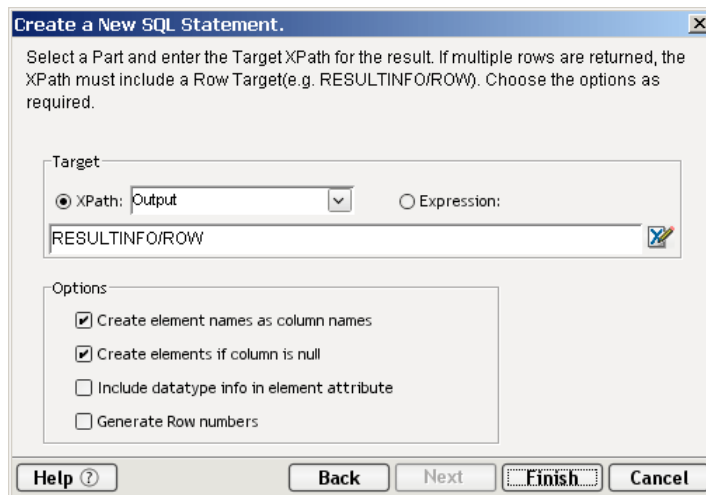 Create a New SQL Statement.
Select a Part and enter the Target XPath for the result. If multiple rows are returned, the
XPath must include a Row Target(e.g. RESULTINFO/ROW). Choose the options as
required.
Target
XPath: Output Expression:
RESULTINFO/ROW
Options
Create element names as column names
Create elements if column is null
Include datatype info in element attribute
Generate Row numbers
Help ? Back Next Finish Cancel